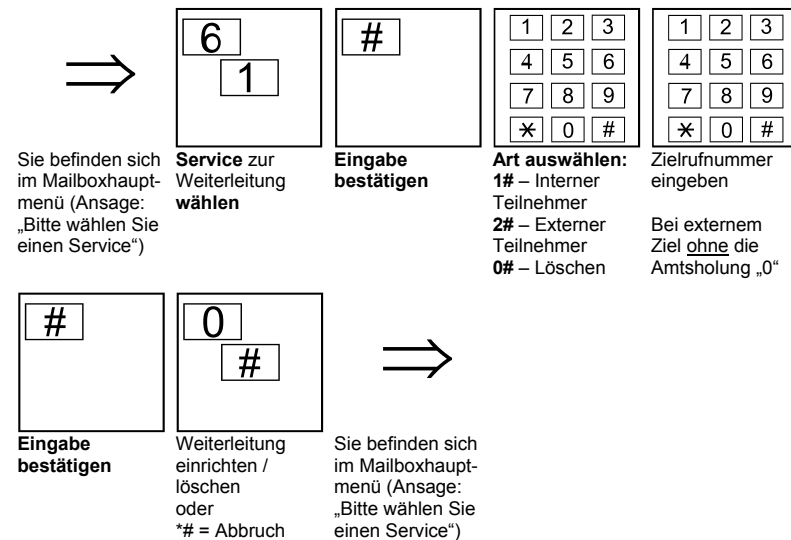 ⇒
6
1
#
1 2 3
4 5 6
7 8 9
* 0 #
1 2 3
4 5 6
7 8 9
* 0 #
Sie befinden sich
im Mailboxhaupt-
menü (Ansage:
„Bitte wählen Sie
einen Service“)
Service zur
Weiterleitung
wählen
Eingabe
bestätigen
Art auswählen:
1# – Interner
Teilnehmer
2# – Externer
Teilnehmer
0# – Löschen
Zielrufnummer
eingeben
Bei externem
Ziel ohne die
Amtsholung „0“
#
0
#
⇒
Eingabe
bestätigen
Weiterleitung
einrichten /
löschen
oder
*# = Abbruch
Sie befinden sich
im Mailboxhaupt-
menü (Ansage:
„Bitte wählen Sie
einen Service“)